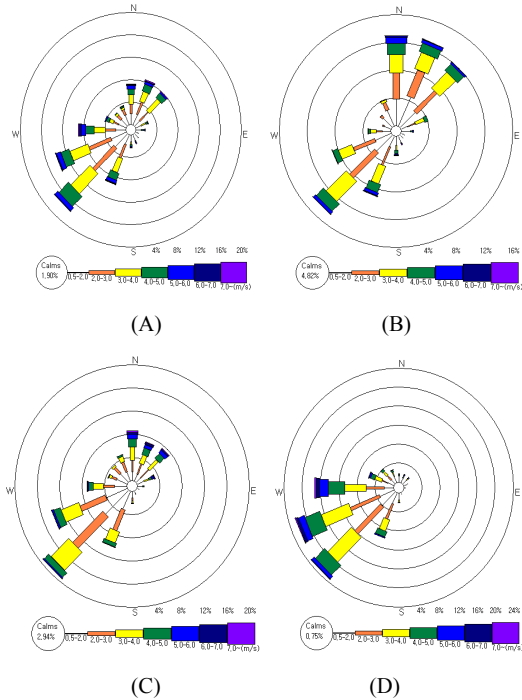 N
W E
S
4% 8% 12% 16% 20%
Calms
1,90%
0,5-2,0 2,0-3,0 3,0-4,0 4,0-5,0 5,0-6,0 6,0-7,0 7,0~(m/s)
(A)
N
W E
S
4% 8% 12% 16%
Calms
4,82%
0,5-2,0 2,0-3,0 3,0-4,0 4,0-5,0 5,0-6,0 6,0-7,0 7,0~(m/s)
(B)
N
W E
S
4% 8% 12% 16% 20%
Calms
2,94%
0,5-2,0 2,0-3,0 3,0-4,0 4,0-5,0 5,0-6,0 6,0-7,0 7,0~(m/s)
(C)
N
W E
S
4% 8% 12% 16% 20% 24%
Calms
0,75%
0,5-2,0 2,0-3,0 3,0-4,0 4,0-5,0 5,0-6,0 6,0-7,0 7,0~(m/s)
(D)